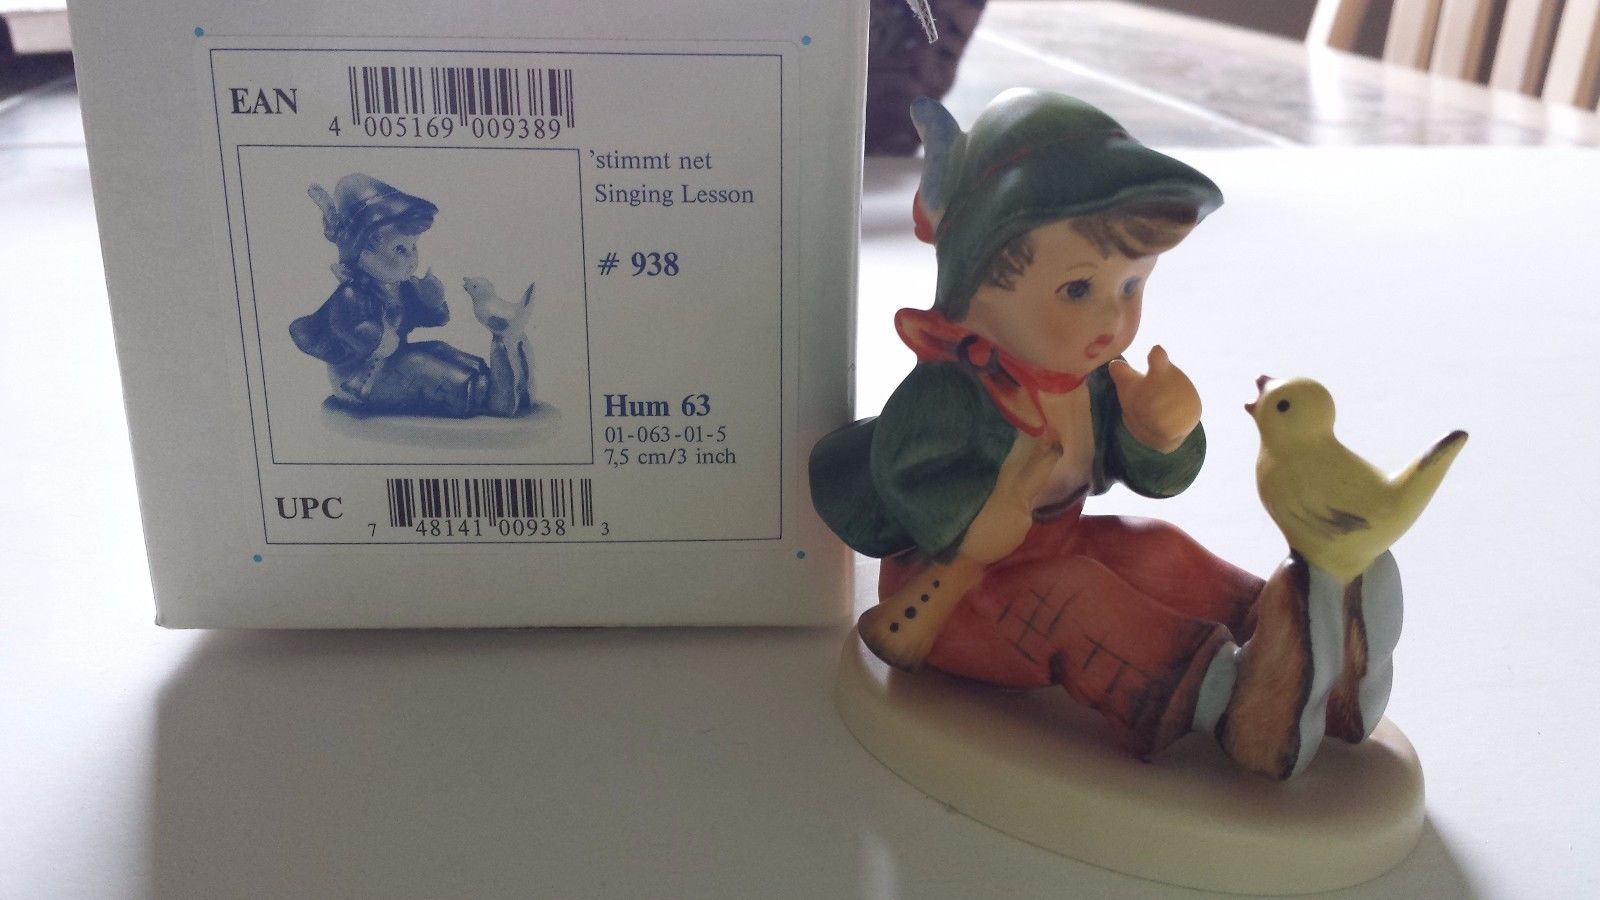 EAN
4 005169 009389
'stimmt net
Singing Lesson
# 938
Hum 63
01-063-01-5
7,5 cm/3 inch
UPC
7 48141 00938 3